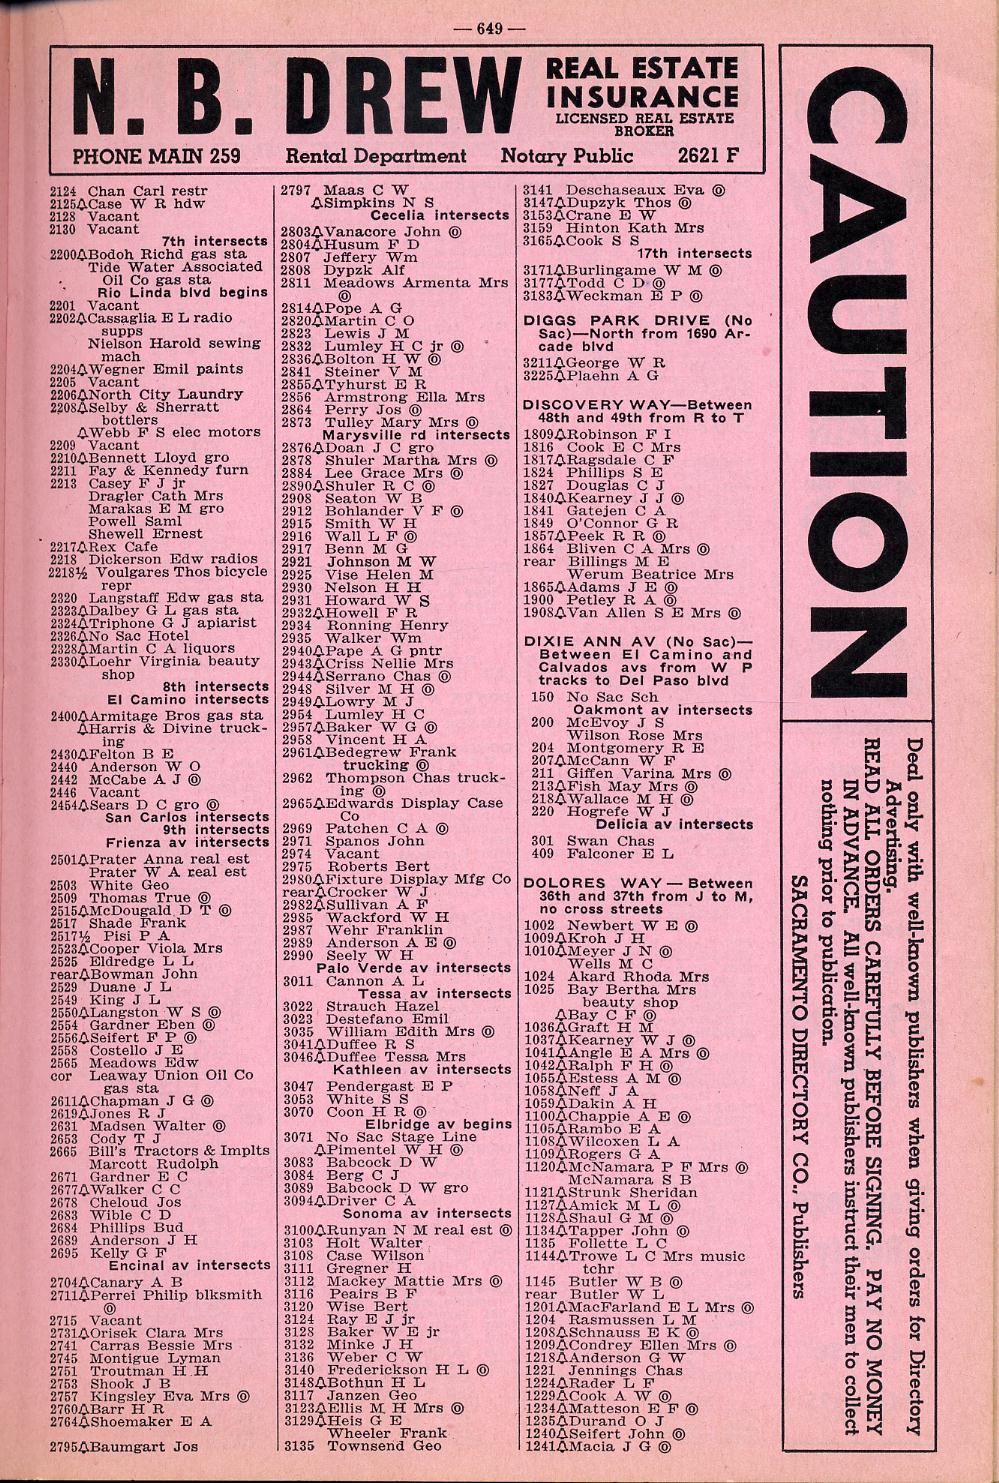 — 649 —
N. B. DREW
REAL ESTATE
INSURANCE
LICENSED REAL ESTATE
BROKER
PHONE MAIN 259 Rental Department Notary Public 2621 F
2124 Chan Carl restr
2125△Case W R hdw
2128 Vacant
2130 Vacant
7th intersects
2200△Bodoh Richd gas sta
Tide Water Associated
Oil Co gas sta
Rio Linda blvd begins
2201 Vacant
2202△Cassaglia E L radio
supps
Nielson Harold sewing
mach
2204△Wegner Emil paints
2205 Vacant
2206△North City Laundry
2208△Selby & Sherratt
bottlers
△Webb F S elec motors
2209 Vacant
2210△Bennett Lloyd gro
2211 Fay & Kennedy furn
2213 Casey F J jr
Dragler Cath Mrs
Marakas E M gro
Powell Saml
Shewell Ernest
2217△Rex Cafe
2218 Dickerson Edw radios
2218½ Voulgares Thos bicycle
repr
2320 Langstaff Edw gas sta
2323△Dalbey G L gas sta
2324△Triphone G J apiarist
2326△No Sac Hotel
2328△Martin C A liquors
2330△Loehr Virginia beauty
shop
8th intersects
El Camino intersects
2400△Armitage Bros gas sta
△Harris & Divine truck-
ing
2430△Felton B E
2440 Anderson W O
2442 McCabe A J ◎
2446 Vacant
2454△Sears D C gro ◎
San Carlos intersects
9th intersects
Frienza av intersects
2501△Prater Anna real est
Prater W A real est
2503 White Geo
2509 Thomas True ◎
2515△McDougald D T ◎
2517 Shade Frank
2517½ Pisi P A
2523△Cooper Viola Mrs
2525 Eldredge L L
rear△Bowman John
2529 Duane J L
2549 King J L
2550△Langston W S ◎
2554 Gardner Eben ◎
2556△Seifert F P ◎
2558 Costello J E
2565 Meadows Edw
cor Leaway Union Oil Co
gas sta
2611△Chapman J G ◎
2619△Jones R J
2631 Madsen Walter ◎
2653 Cody T J
2665 Bill's Tractors & Implts
Marcott Rudolph
2671 Gardner E C
2677△Walker C C
2678 Cheloud Jos
2683 Wible C D
2684 Phillips Bud
2689 Anderson J H
2695 Kelly G F
Encinal av intersects
2704△Canary A B
2711△Perrei Philip blksmith
◎
2715 Vacant
2731△Orisek Clara Mrs
2741 Carras Bessie Mrs
2745 Montigue Lyman
2751 Troutman H H
2753 Shook J B
2757 Kingsley Eva Mrs ◎
2760△Barr H R
2764△Shoemaker E A
2795△Baumgart Jos
2797 Maas C W
△Simpkins N S
Cecelia intersects
2803△Vanacore John ◎
2804△Husum F D
2807 Jeffery Wm
2808 Dypzk Alf
2811 Meadows Armenta Mrs
◎
2814△Pope A G
2820△Martin C O
2823 Lewis J M
2832 Lumley H C jr ◎
2836△Bolton H W ◎
2841 Steiner V M
2855△Tyhurst E R
2856 Armstrong Ella Mrs
2864 Perry Jos ◎
2873 Tulley Mary Mrs ◎
Marysville rd intersects
2876△Doan J C gro
2878 Shuler Martha Mrs ◎
2884 Lee Grace Mrs ◎
2890△Shuler R C ◎
2908 Seaton W B
2912 Bohlander V F ◎
2915 Smith W H
2916 Wall L F ◎
2917 Benn M G
2921 Johnson M W
2925 Vise Helen M
2930 Nelson H H
2931 Howard W S
2932△Howell F R
2934 Ronning Henry
2935 Walker Wm
2940△Pape A G pntr
2943△Criss Nellie Mrs
2944△Serrano Chas ◎
2948 Silver M H ◎
2949△Lowry M J
2954 Lumley H C
2957△Baker W G ◎
2958 Vincent H A
2961△Bedegrew Frank
trucking ◎
2962 Thompson Chas truck-
ing ◎
2965△Edwards Display Case
Co
2969 Patchen C A ◎
2971 Spanos John
2974 Vacant
2975 Roberts Bert
2980△Fixture Display Mfg Co
rear△Crocker W J
2982△Sullivan A F
2985 Wackford W H
2987 Wehr Franklin
2989 Anderson A E ◎
2990 Seely W H
Palo Verde av intersects
3011 Cannon A L
Tessa av intersects
3022 Strauch Hazel
3023 Destefano Emil
3035 William Edith Mrs ◎
3041△Duffee R S
3046△Duffee Tessa Mrs
Kathleen av intersects
3047 Pendergast E P
3053 White S S
3070 Coon H R ◎
Elbridge av begins
3071 No Sac Stage Line
△Pimentel W H ◎
3083 Babcock D W
3084 Berg C J
3089 Babcock D W gro
3094△Driver C A
Sonoma av intersects
3100△Runyan N M real est ◎
3103 Holt Walter
3108 Case Wilson
3111 Gregner H
3112 Mackey Mattie Mrs ◎
3116 Peairs B F
3120 Wise Bert
3124 Ray E J jr
3128 Baker W E jr
3132 Minke J H
3136 Weber C W
3140 Frederickson H L ◎
3148△Bothun H L
3117 Janzen Geo
3123△Ellis M H Mrs ◎
3129△Heis G E
Wheeler Frank
3135 Townsend Geo
3141 Deschaseaux Eva ◎
3147△Dupzyk Thos ◎
3153△Crane E W
3159 Hinton Kath Mrs
3165△Cook S S
17th intersects
3171△Burlingame W M ◎
3177△Todd C D ◎
3183△Weckman E P ◎
DIGGS PARK DRIVE (No
Sac)—North from 1690 Ar-
cade blvd
3211△George W R
3225△Plaehn A G
DISCOVERY WAY—Between
48th and 49th from R to T
1809△Robinson F I
1816 Cook E C Mrs
1817△Ragsdale C F
1824 Phillips S E
1827 Douglas C J
1840△Kearney J J ◎
1841 Gatejen C A
1849 O'Connor G R
1857△Peek R R ◎
1864 Bliven C A Mrs ◎
rear Billings M E
Werum Beatrice Mrs
1865△Adams J E ◎
1900 Petley R A ◎
1908△Van Allen S E Mrs ◎
DIXIE ANN AV (No Sac)—
Between El Camino and
Calvados avs from W P
tracks to Del Paso blvd
150 No Sac Sch
Oakmont av intersects
200 McEvoy J S
Wilson Rose Mrs
204 Montgomery R E
207△McCann W F
211 Giffen Varina Mrs ◎
213△Fish May Mrs ◎
218△Wallace M H ◎
220 Hogrefe W J
Delicia av intersects
301 Swan Chas
409 Falconer E L
DOLORES WAY — Between
36th and 37th from J to M,
no cross streets
1002 Newbert W E ◎
1009△Kroh J H
1010△Meyer J N ◎
Wells M C
1024 Akard Rhoda Mrs
1025 Bay Bertha Mrs
beauty shop
△Bay C F ◎
1036△Graft H M
1037△Kearney W J ◎
1041△Angle E A Mrs ◎
1042△Ralph F H ◎
1055△Estess A M ◎
1058△Neff J A
1059△Dakin A H
1100△Chappie A E ◎
1105△Rambo E A
1108△Wilcoxen L A
1109△Rogers G A
1120△McNamara P F Mrs ◎
McNamara S B
1121△Strunk Sheridan
1127△Amick M L ◎
1128△Shaul G M ◎
1134△Tapper John ◎
1135 Follette L C
1144△Trowe L C Mrs music
tchr
1145 Butler W B ◎
rear Butler W L
1201△MacFarland E L Mrs ◎
1204 Rasmussen L M
1208△Schnauss E K ◎
1209△Condrey Ellen Mrs ◎
1218△Anderson G W
1221 Jennings Chas
1224△Rader L F
1229△Cook A W ◎
1234△Matteson E F ◎
1235△Durand O J
1240△Seifert John ◎
1241△Macia J G ◎
CAUTION
Deal only with well-known publishers when giving orders for Directory
Advertising.
READ ALL ORDERS CAREFULLY BEFORE SIGNING. PAY NO MONEY
IN ADVANCE. All well-known publishers instruct their men to collect
nothing prior to publication.
SACRAMENTO DIRECTORY CO., Publishers